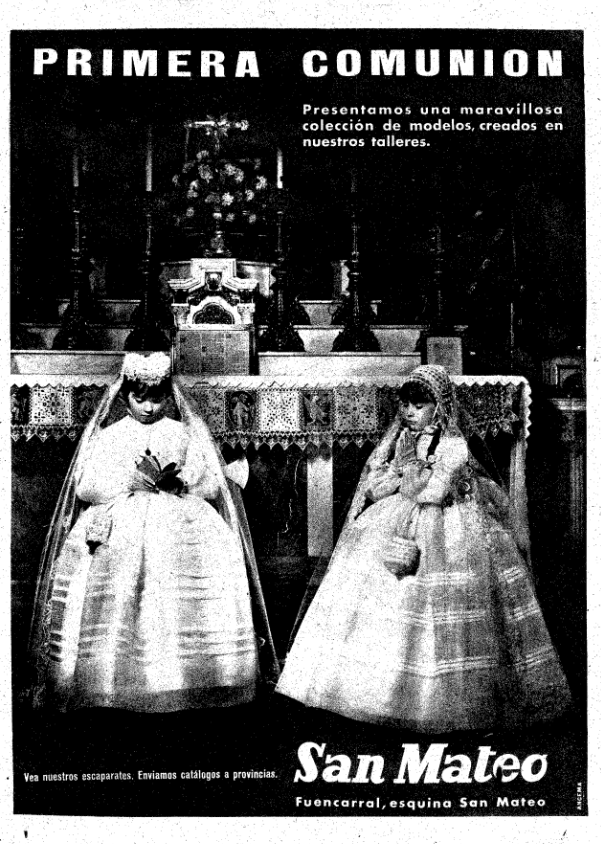 PRIMERA COMUNION
Presentamos una maravillosa
colección de modelos, creados en
nuestros talleres.
Vea nuestros escaparates. Enviamos catálogos a provincias.
San Mateo
Fuencarral, esquina San Mateo
ANGEMA